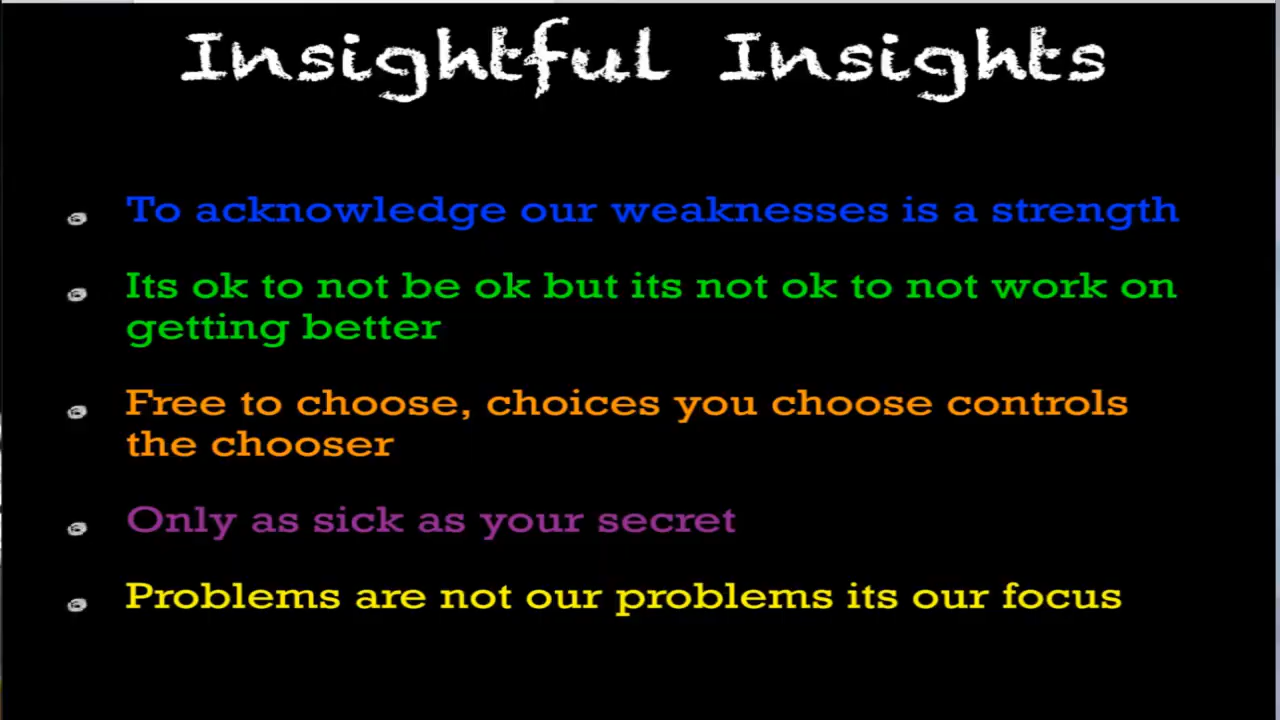 Insightful Insights
To acknowledge our weaknesses is a strength
Its ok to not be ok but its not ok to not work on
getting better
Free to choose, choices you choose controls
the chooser
Only as sick as your secret
Problems are not our problems its our focus